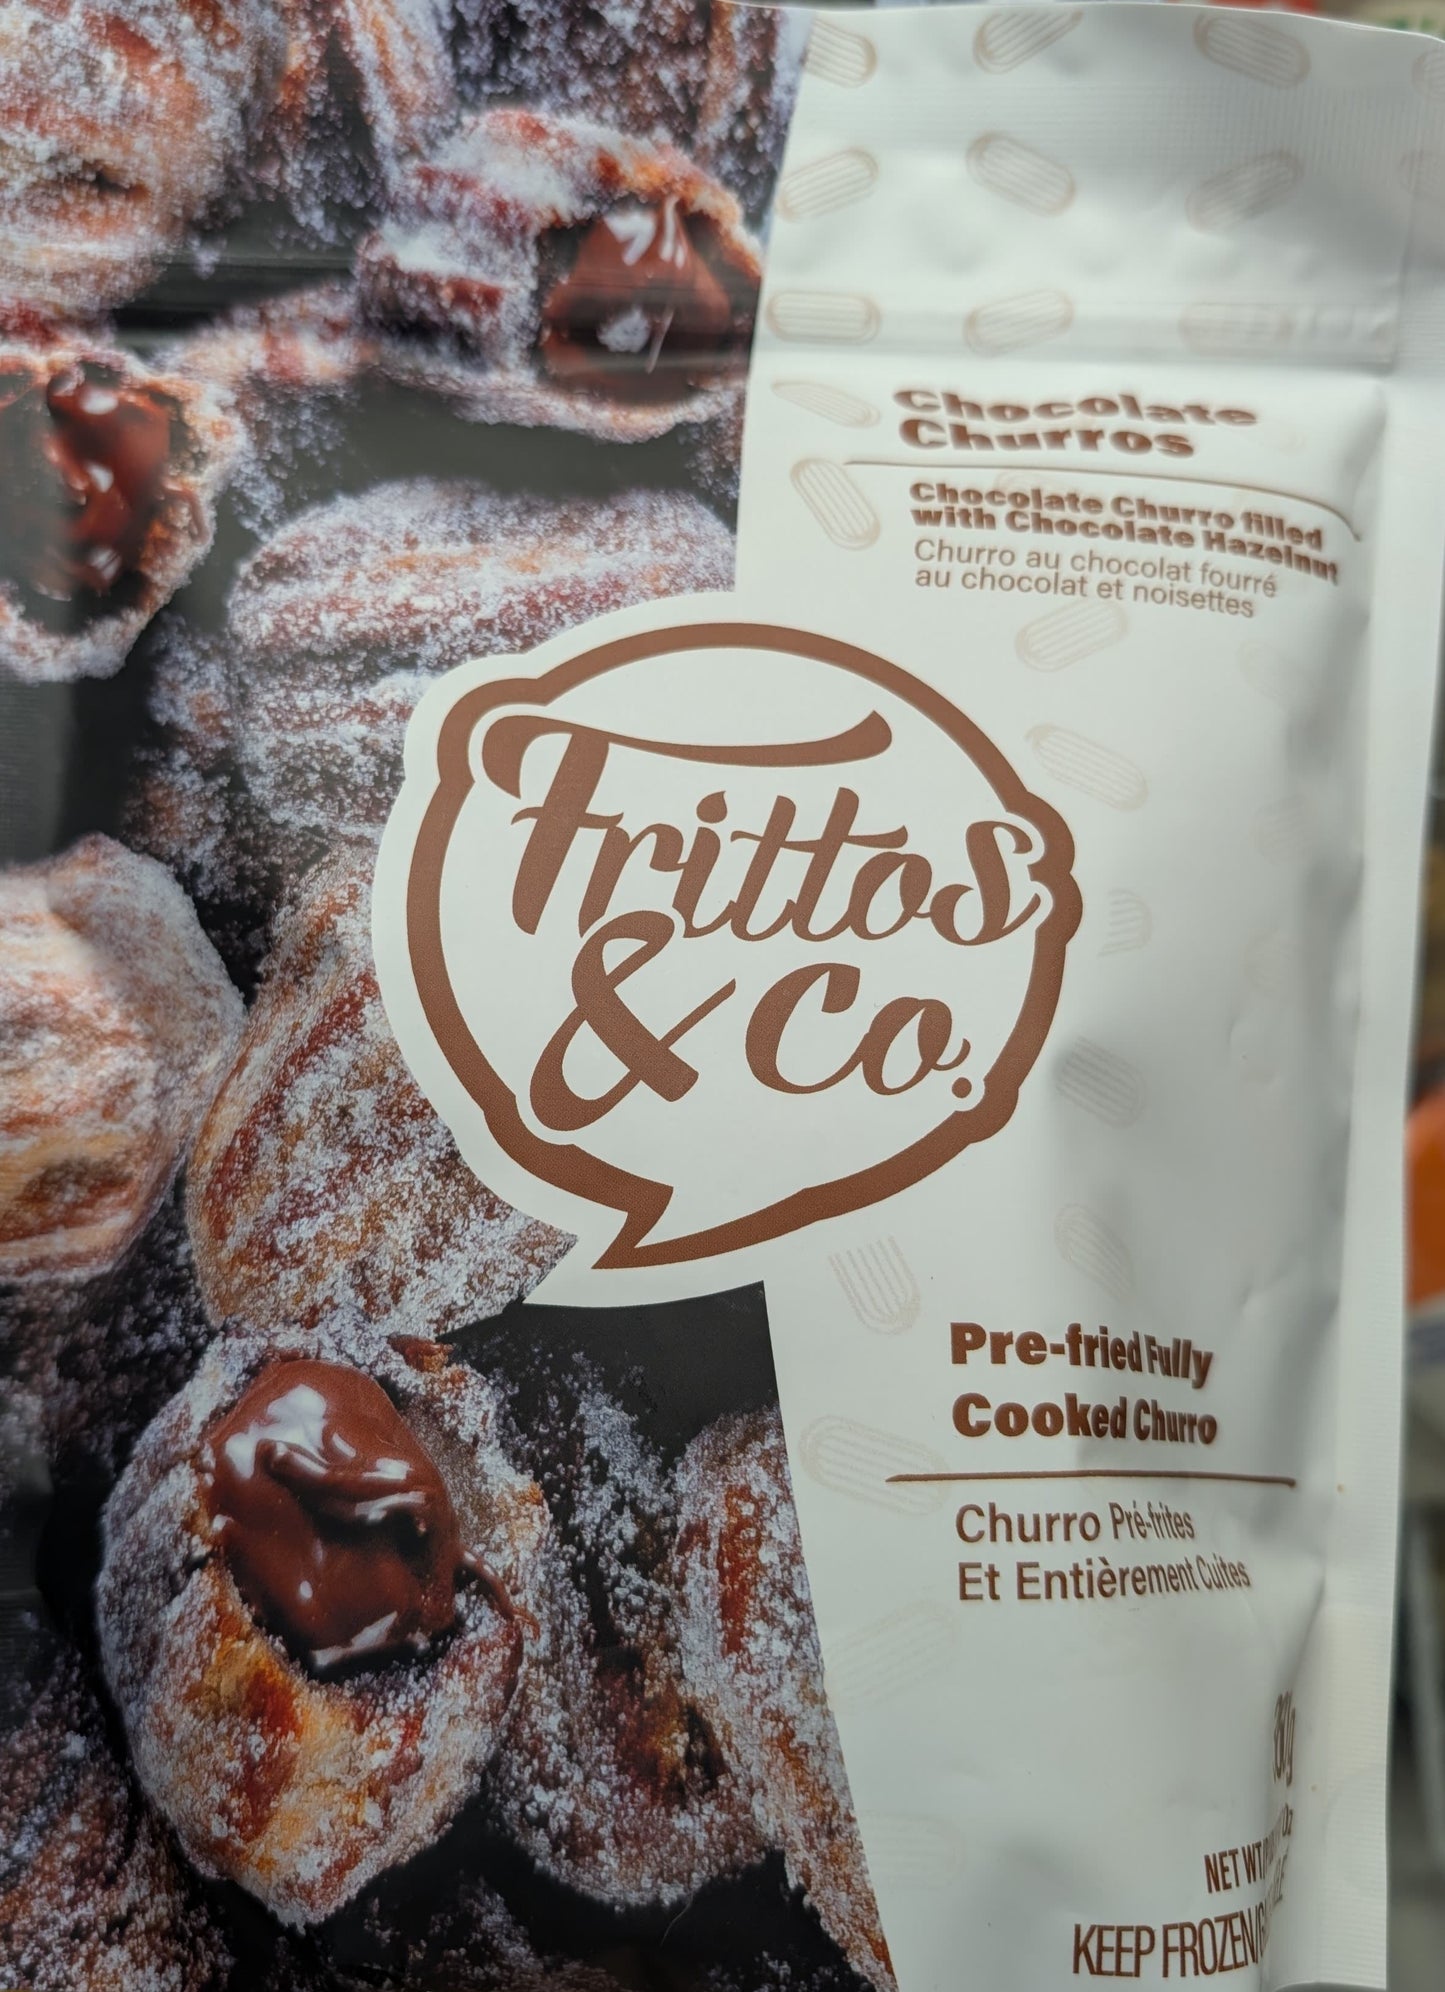 Chocolate
Churros
Chocolate Churro filled
with Chocolate Hazelnut
Churro au chocolat fourré
au chocolat et noisettes
Frittos
& Co.
Pre-fried Fully
Cooked Churro
Churro Pré-frites
Et Entièrement Cuites
NET WT
KEEP FROZEN